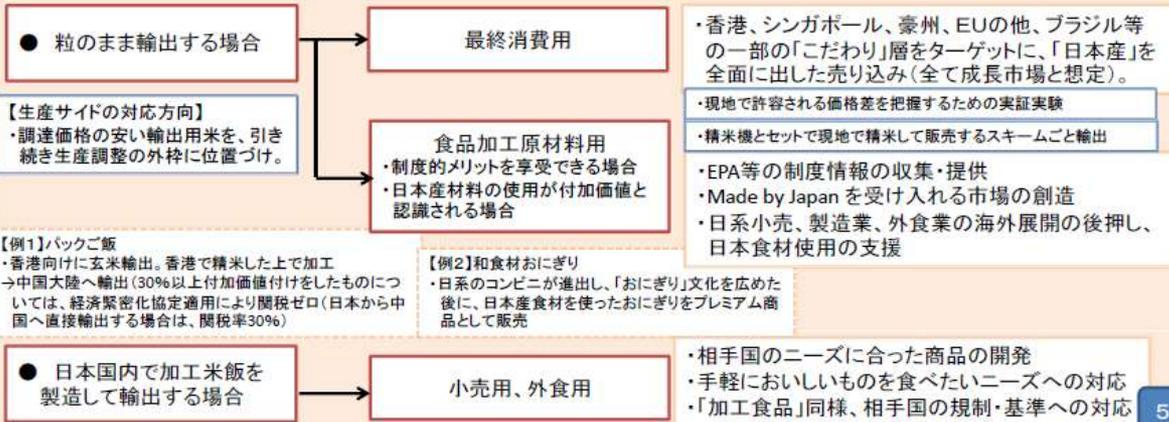 ● 粒のまま輸出する場合
最終消費用
・香港、シンガポール、豪州、EUの他、ブラジル等
の一部の「こだわり」層をターゲットに、「日本産」を
全面に出した売り込み(全て成長市場と想定)。
【生産サイドの対応方向】
・調達価格の安い輸出用米を、引き
続き生産調整の外枠に位置づけ。
・現地で許容される価格差を把握するための実証実験
・精米機とセットで現地で精米して販売するスキームごと輸出
食品加工原材料用
・制度的メリットを享受できる場合
・日本産材料の使用が付加価値と
認識される場合
・EPA等の制度情報の収集・提供
・Made by Japan を受け入れる市場の創造
・日系小売、製造業、外食業の海外展開の後押し、
日本食材使用の支援
【例1】パックご飯
・香港向けに玄米輸出。香港で精米した上で加工
→中国大陸へ輸出(30%以上付加価値付けをしたものにつ
いては、経済緊密化協定適用により関税ゼロ(日本から中
国へ直接輸出する場合は、関税率30%)
【例2】和食材おにぎり
・日系のコンビニが進出し、「おにぎり」文化を広めた
後に、日本産食材を使ったおにぎりをプレミアム商
品として販売
● 日本国内で加工米飯を
製造して輸出する場合
小売用、外食用
・相手国のニーズに合った商品の開発
・手軽においしいものを食べたいニーズへの対応
・「加工食品」同様、相手国の規制・基準への対応
5